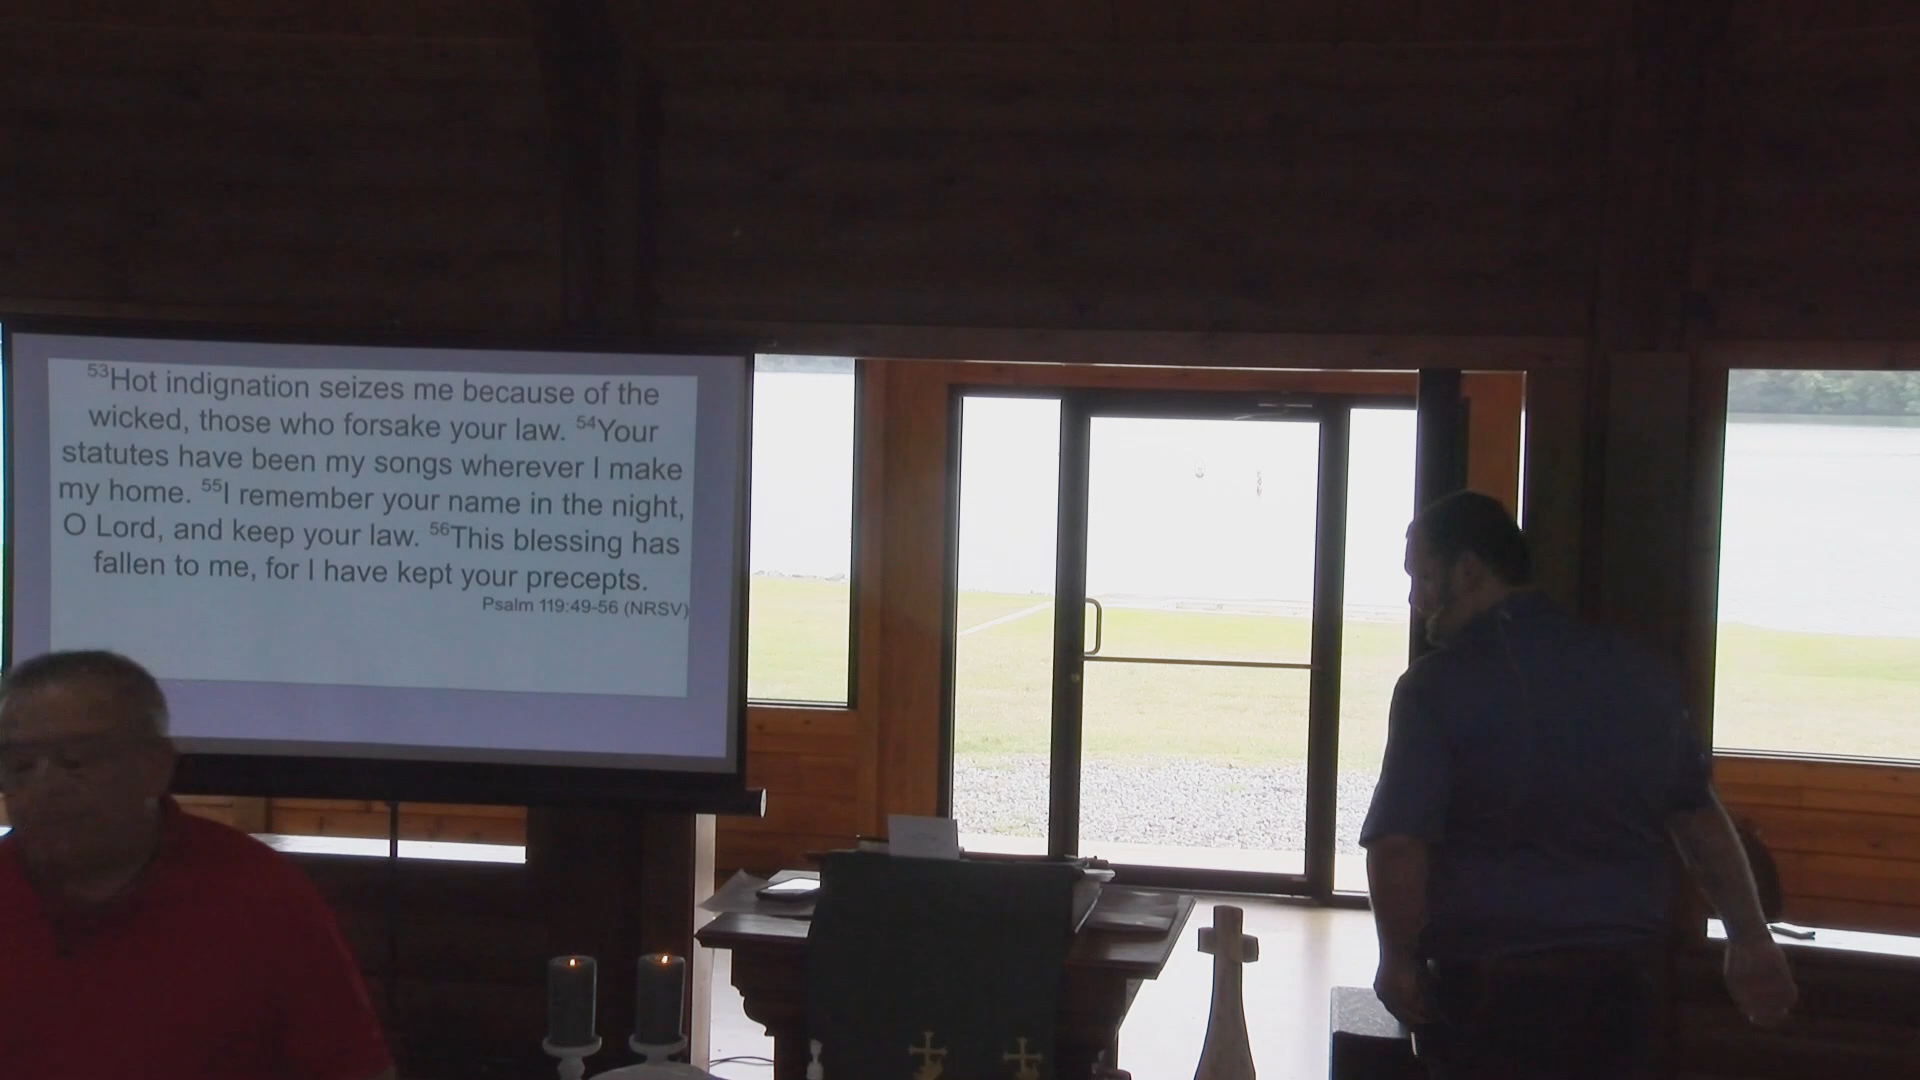 ⁵³Hot indignation seizes me because of the
wicked, those who forsake your law. ⁵⁴Your
statutes have been my songs wherever I make
my home. ⁵⁵I remember your name in the night,
O Lord, and keep your law. ⁵⁶This blessing has
fallen to me, for I have kept your precepts.
Psalm 119:49-56 (NRSV)